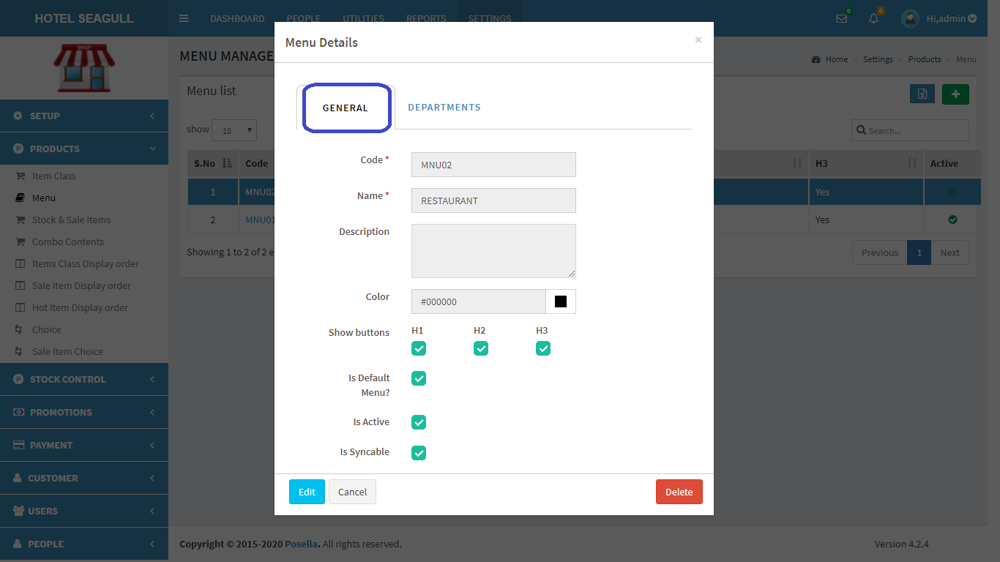 HOTEL SEAGULL
DASHBOARD PEOPLE UTILITIES REPORTS SETTINGS
0 0 Hi,admin
SHOP
MENU MANAGE
Home > Settings > Products > Menu
Menu list
show 10
Search...
S.No Code H3 Active
1 MNU02 Yes
2 MNU01 Yes
Showing 1 to 2 of 2 e
Previous 1 Next
SETUP
PRODUCTS
Item Class
Menu
Stock & Sale Items
Combo Contents
Items Class Display order
Sale Item Display order
Hot Item Display order
Choice
Sale Item Choice
STOCK CONTROL
PROMOTIONS
PAYMENT
CUSTOMER
USERS
PEOPLE
Menu Details ×
GENERAL DEPARTMENTS
Code * MNU02
Name * RESTAURANT
Description
Color #000000
Show buttons H1 H2 H3
Is Default
Menu?
Is Active
Is Syncable
Edit Cancel Delete
Copyright © 2015-2020 Posella. All rights reserved. Version 4.2.4